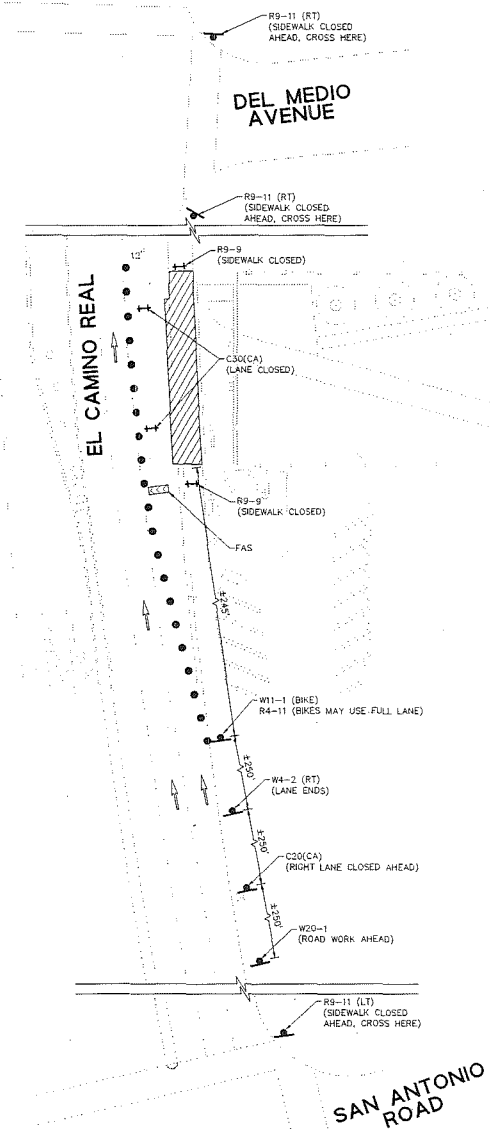 R9-11 (RT)
(SIDEWALK CLOSED
AHEAD, CROSS HERE)
DEL MEDIO
AVENUE
R9-11 (RT)
(SIDEWALK CLOSED
AHEAD, CROSS HERE)
12'
R9-9
(SIDEWALK CLOSED)
EL CAMINO REAL
C30(CA)
(LANE CLOSED)
R9-9
(SIDEWALK CLOSED)
FAS
±245'
W11-1 (BIKE)
R4-11 (BIKES MAY USE FULL LANE)
±250'
W4-2 (RT)
(LANE ENDS)
±250'
C20(CA)
(RIGHT LANE CLOSED AHEAD)
±250'
W20-1
(ROAD WORK AHEAD)
R9-11 (LT)
(SIDEWALK CLOSED
AHEAD, CROSS HERE)
SAN ANTONIO
ROAD